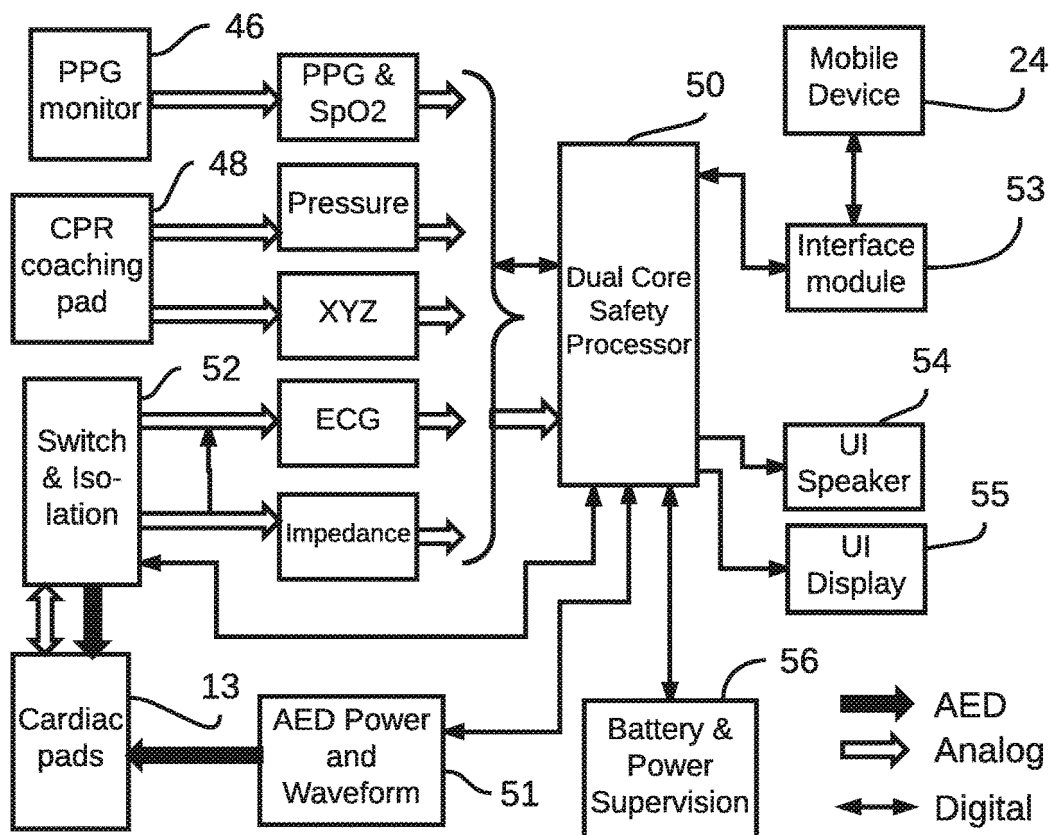 46
PPG
monitor
PPG &
SpO2
50
Mobile
Device
24
48
CPR
coaching
pad
Pressure
XYZ
Dual Core
Safety
Processor
53
Interface
module
52
Switch
& Iso-
lation
ECG
Impedance
54
UI
Speaker
55
UI
Display
13
Cardiac
pads
AED Power
and
Waveform
51
56
Battery &
Power
Supervision
AED
Analog
Digital